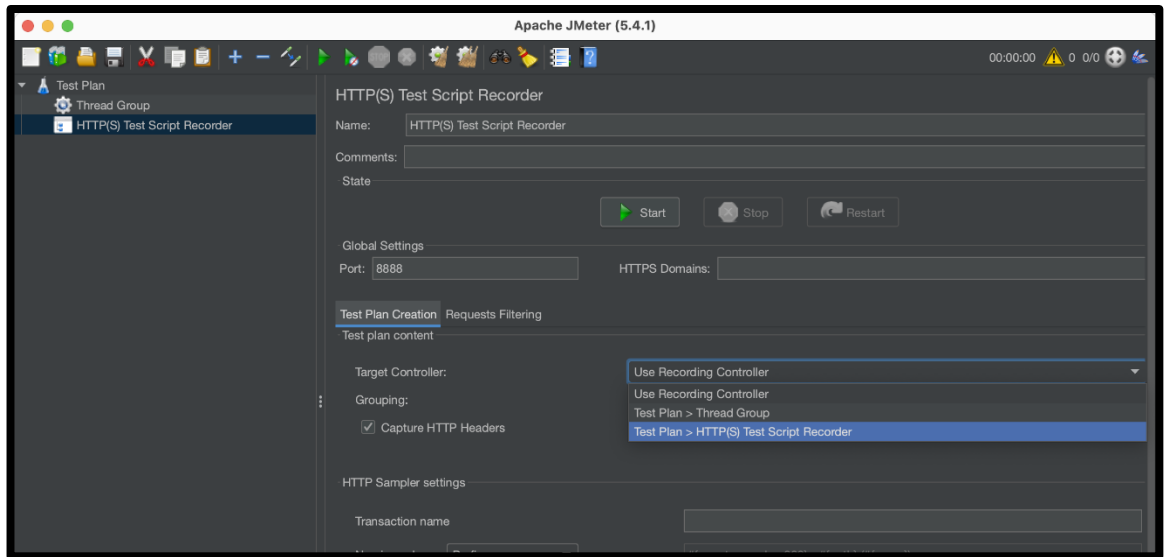 Apache JMeter (5.4.1)
00:00:00 0 0/0
Test Plan
Thread Group
HTTP(S) Test Script Recorder
HTTP(S) Test Script Recorder
Name: HTTP(S) Test Script Recorder
Comments:
State
Start Stop Restart
Global Settings
Port: 8888 HTTPS Domains:
Test Plan Creation Requests Filtering
Test plan content
Target Controller: Use Recording Controller
Use Recording Controller
Grouping:
Test Plan > Thread Group
Capture HTTP Headers
Test Plan > HTTP(S) Test Script Recorder
HTTP Sampler settings
Transaction name